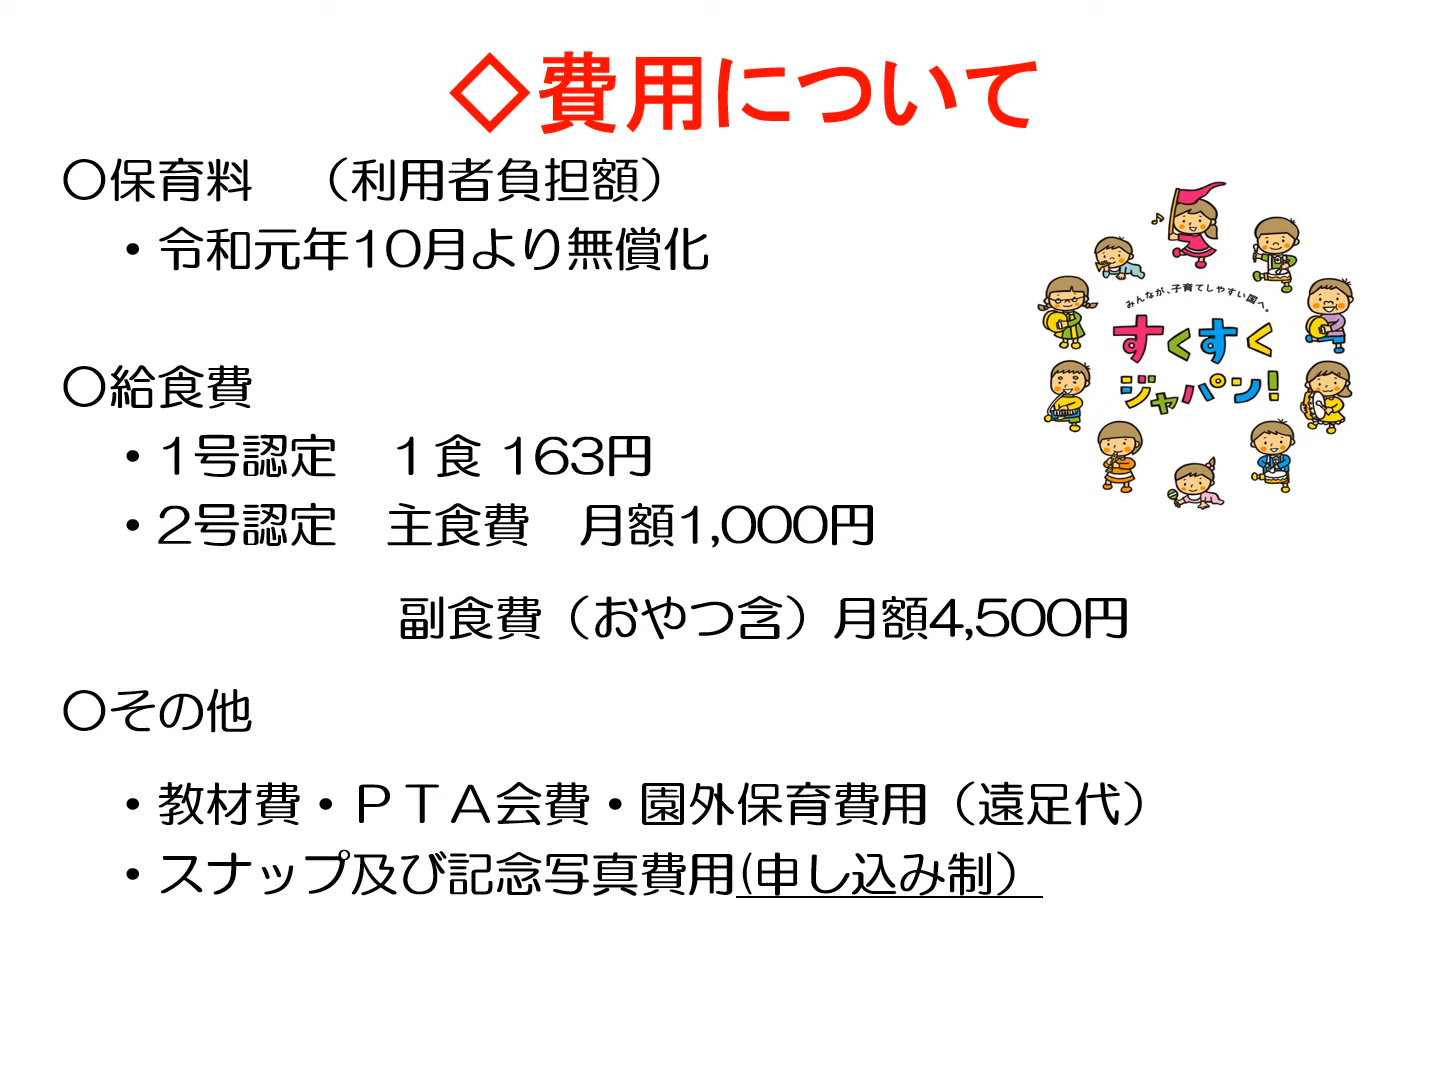 ◇費用について
〇保育料　（利用者負担額）
・令和元年10月より無償化
みんなが、子育てしやすい国へ。
すくすく
ジャパン！
〇給食費
・1号認定　１食 163円
・2号認定　主食費　月額1,000円
副食費（おやつ含）月額4,500円
〇その他
・教材費・ＰＴＡ会費・園外保育費用（遠足代）
・スナップ及び記念写真費用(申し込み制）